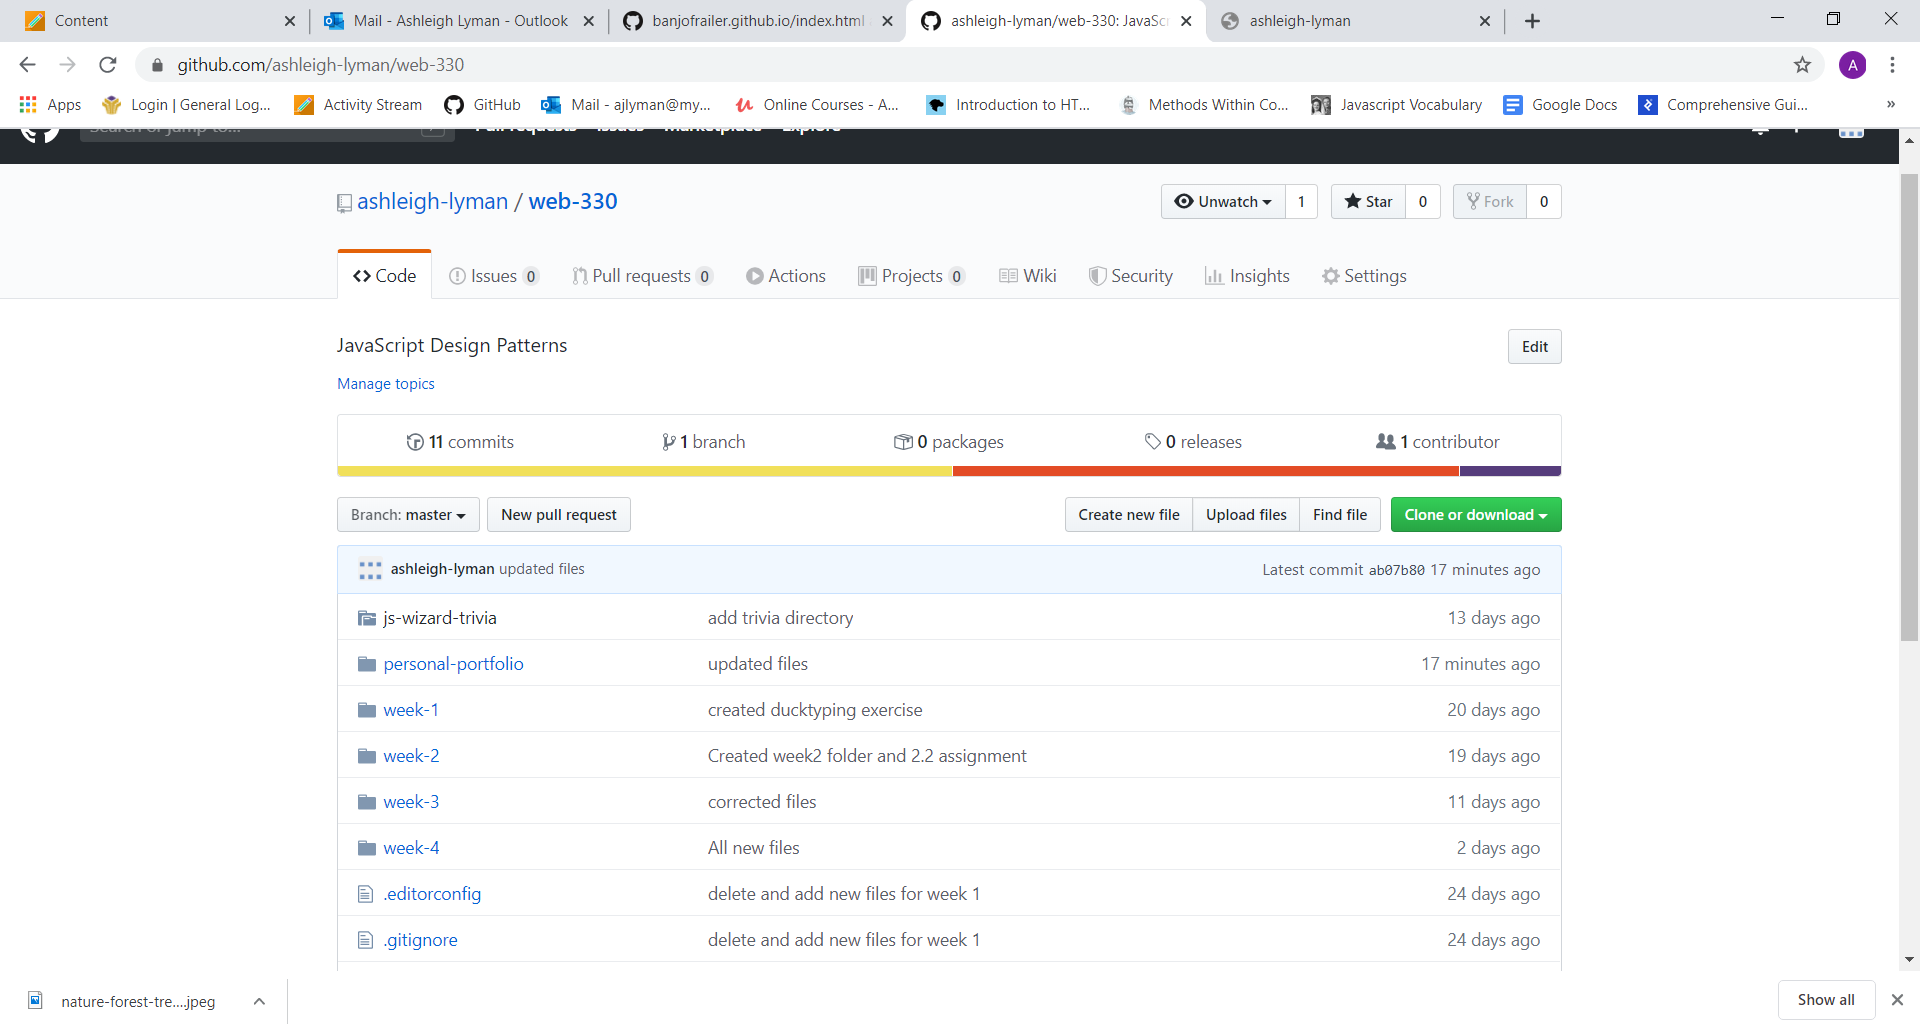 Content
Mail - Ashleigh Lyman - Outlook
banjofrailer.github.io/index.html
ashleigh-lyman/web-330: JavaSc
ashleigh-lyman
github.com/ashleigh-lyman/web-330
A
Apps
Login | General Log...
Activity Stream
GitHub
Mail - ajlyman@my...
Online Courses - A...
Introduction to HT...
Methods Within Co...
Javascript Vocabulary
Google Docs
Comprehensive Gui...
»
Search or jump to...
Pull requests Issues Marketplace Explore
ashleigh-lyman / web-330
Unwatch 1
Star 0
Fork 0
Code
Issues 0
Pull requests 0
Actions
Projects 0
Wiki
Security
Insights
Settings
JavaScript Design Patterns
Edit
Manage topics
11 commits
1 branch
0 packages
0 releases
1 contributor
Branch: master
New pull request
Create new file
Upload files
Find file
Clone or download
ashleigh-lyman updated files
Latest commit ab07b80 17 minutes ago
js-wizard-trivia add trivia directory 13 days ago
personal-portfolio updated files 17 minutes ago
week-1 created ducktyping exercise 20 days ago
week-2 Created week2 folder and 2.2 assignment 19 days ago
week-3 corrected files 11 days ago
week-4 All new files 2 days ago
.editorconfig delete and add new files for week 1 24 days ago
.gitignore delete and add new files for week 1 24 days ago
nature-forest-tre....jpeg
Show all